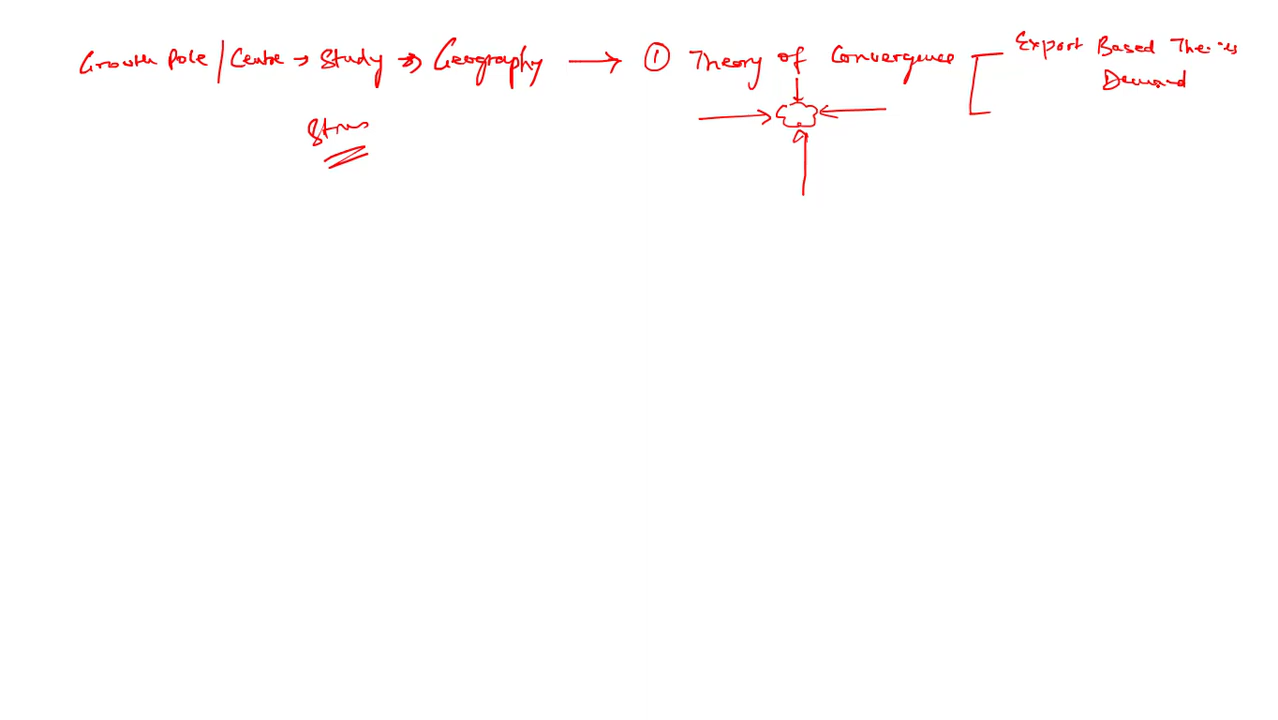 Growth Pole / Centre → Study → Geography → ① Theory of Convergence
Export Based Theories
Demand